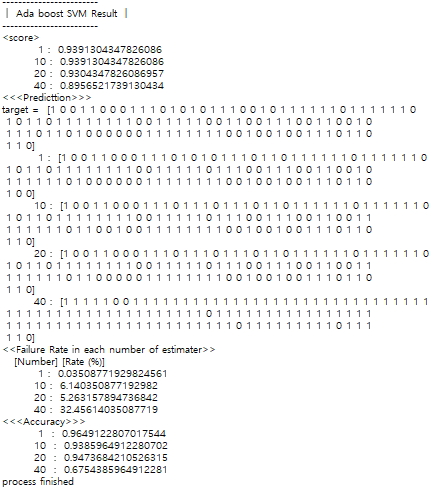 | Ada boost SVM Result |
<score>
1 : 0.9391304347826086
10 : 0.9391304347826086
20 : 0.9304347826086957
40 : 0.8956521739130434
<<<Predicttion>>>
target = [1 0 0 1 1 0 0 0 1 1 1 0 1 0 1 0 1 1 1 0 0 1 0 1 1 1 1 1 1 0 1 1 1 1 1 1 0
1 0 1 1 0 1 1 1 1 1 1 1 1 0 0 1 1 1 1 1 1 0 1 1 1 0 0 1 1 1 0 0 1 1 0 0 1 0
1 1 1 0 1 1 0 1 0 0 0 0 0 0 1 1 1 1 1 1 1 1 0 0 1 0 0 1 0 0 1 1 1 0 1 1 0
1 1 0]
1 : [1 0 0 1 1 0 0 0 1 1 1 0 1 0 1 0 1 1 1 0 1 1 0 1 1 1 1 1 1 0 1 1 1 1 1 1 0
1 0 1 1 0 1 1 1 1 1 1 1 1 0 0 1 1 1 1 1 1 0 1 1 1 0 0 1 1 1 0 0 1 1 0 0 1 0
1 1 1 1 1 1 0 1 0 0 0 0 0 0 1 1 1 1 1 1 1 1 0 0 1 0 0 1 0 0 1 1 1 0 1 1 0
1 0 0]
10 : [1 0 0 1 1 0 0 0 1 1 1 0 1 1 1 0 1 1 1 0 1 1 0 1 1 1 1 1 1 0 1 1 1 1 1 1 0
1 0 1 1 0 1 1 1 1 1 1 1 1 0 0 1 1 1 1 1 1 0 1 1 1 0 0 1 1 1 0 0 1 1 0 0 1 1
1 1 1 1 1 1 0 1 1 0 0 0 0 0 1 1 1 1 1 1 1 1 0 0 1 0 0 1 0 0 1 1 1 0 1 1 0
1 1 0]
20 : [1 0 0 1 1 0 0 0 1 1 1 0 1 1 1 0 1 1 1 0 1 1 0 1 1 1 1 1 1 0 1 1 1 1 1 1 0
1 0 1 1 0 1 1 1 1 1 1 1 1 0 0 1 1 1 1 1 1 0 1 1 1 0 0 1 1 1 0 0 1 1 0 0 1 1
1 1 1 1 1 1 0 1 1 0 0 0 0 0 1 1 1 1 1 1 1 1 0 0 1 0 0 1 0 0 1 1 1 0 1 1 0
1 1 0]
40 : [1 1 1 1 1 0 0 1 1 1 1 1 1 1 1 1 1 1 1 1 1 1 1 1 1 1 1 1 1 1 1 1 1 1 1 1 1
1 1 1 1 1 1 1 1 1 1 1 1 1 1 1 1 1 1 1 1 0 1 1 1 1 1 1 1 1 1 1 1 1 1 1 1 1
1 1 1 1 1 1 1 1 1 1 1 1 1 1 1 1 1 1 1 1 1 1 1 0 1 1 1 1 1 1 1 1 1 0 1 1 1
1 1 0]
<<Failure Rate in each number of estimater>>
[Number] [Rate (%)]
1 : 0.03508771929824561
10 : 6.140350877192982
20 : 5.263157894736842
40 : 32.45614035087719
<<<Accuracy>>>
1 : 0.9649122807017544
10 : 0.9385964912280702
20 : 0.9473684210526315
40 : 0.6754385964912281
process finished